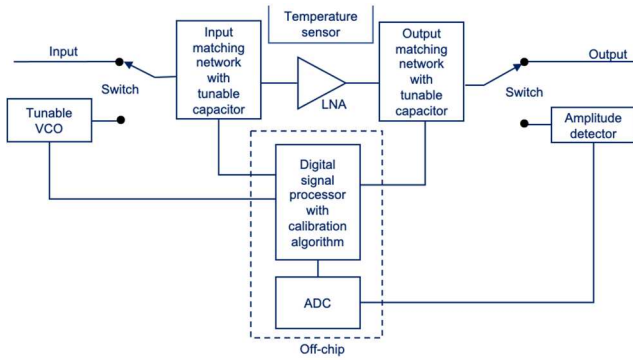 Temperature
sensor
Input
Input
matching
network
with
tunable
capacitor
LNA
Output
matching
network
with
tunable
capacitor
Output
Switch
Switch
Tunable
VCO
Amplitude
detector
Digital
signal
processor
with
calibration
algorithm
ADC
Off-chip